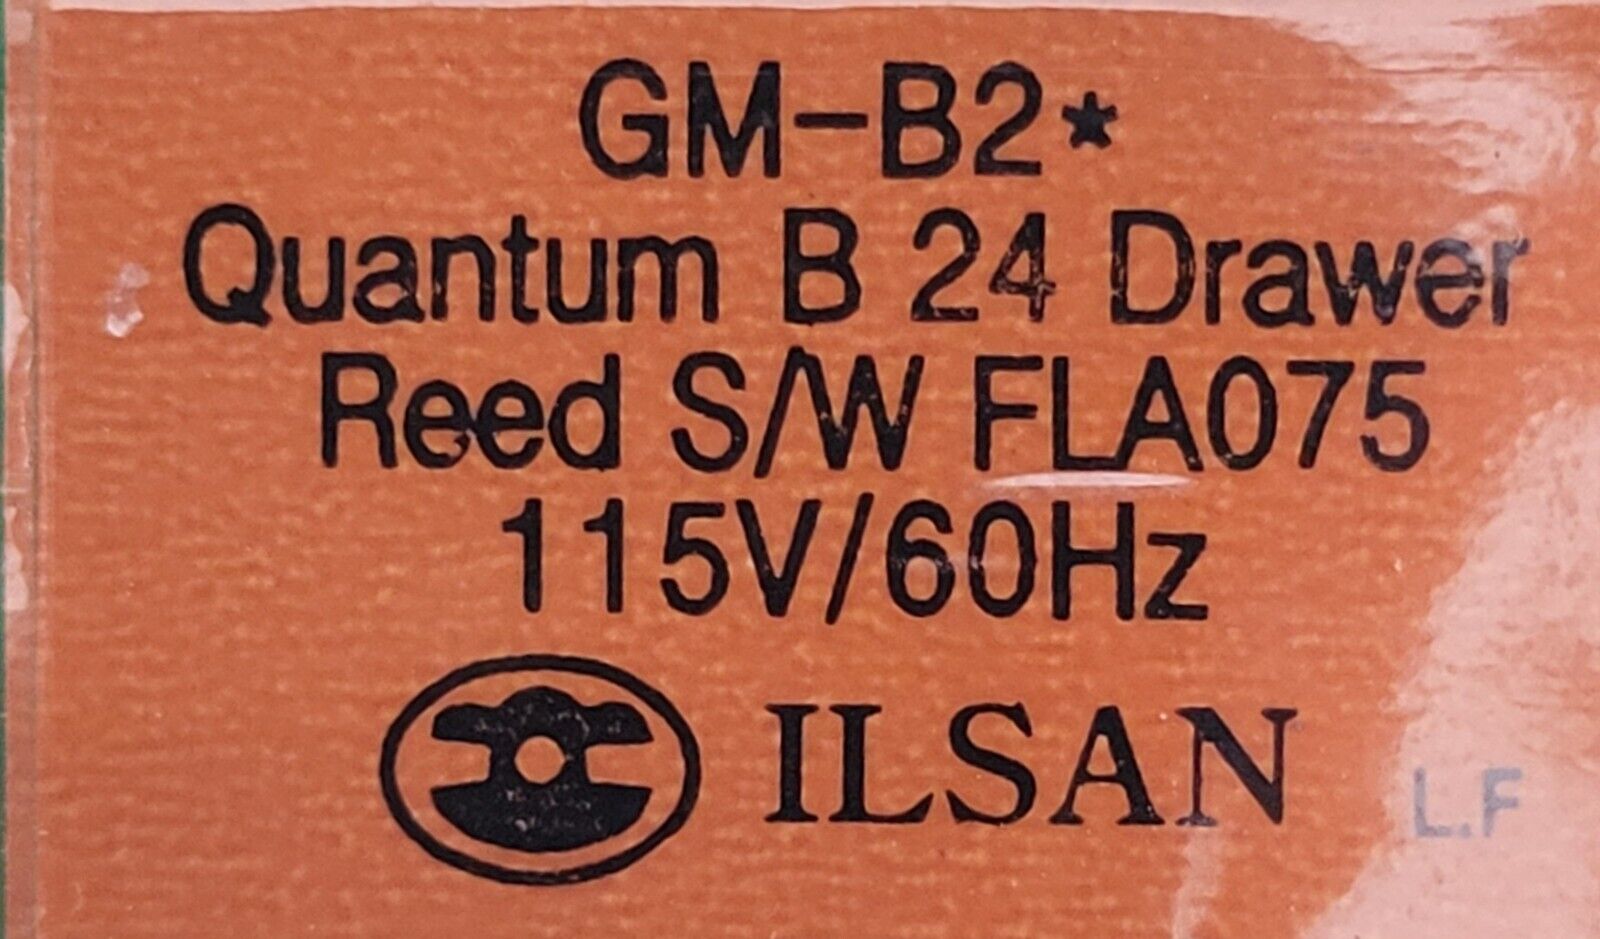 GM-B2*
Quantum B 24 Drawer
Reed S/W FLA075
115V/60Hz
ILSAN
L.F